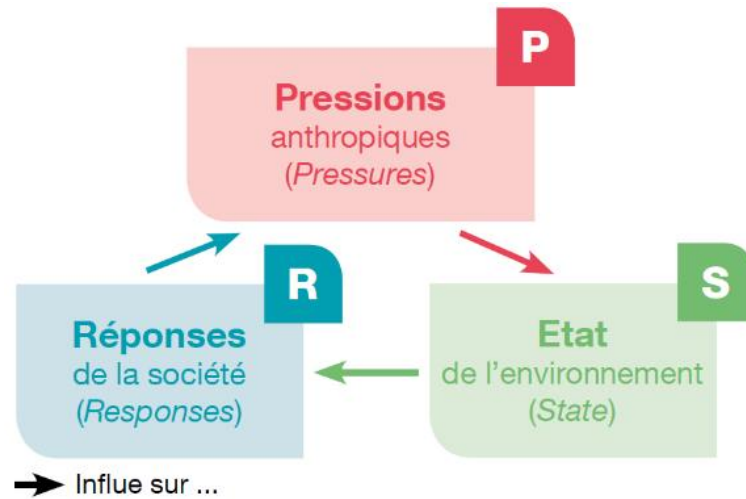 P
Pressions
anthropiques
(Pressures)
R
Réponses
de la société
(Responses)
S
Etat
de l'environnement
(State)
Influe sur ...